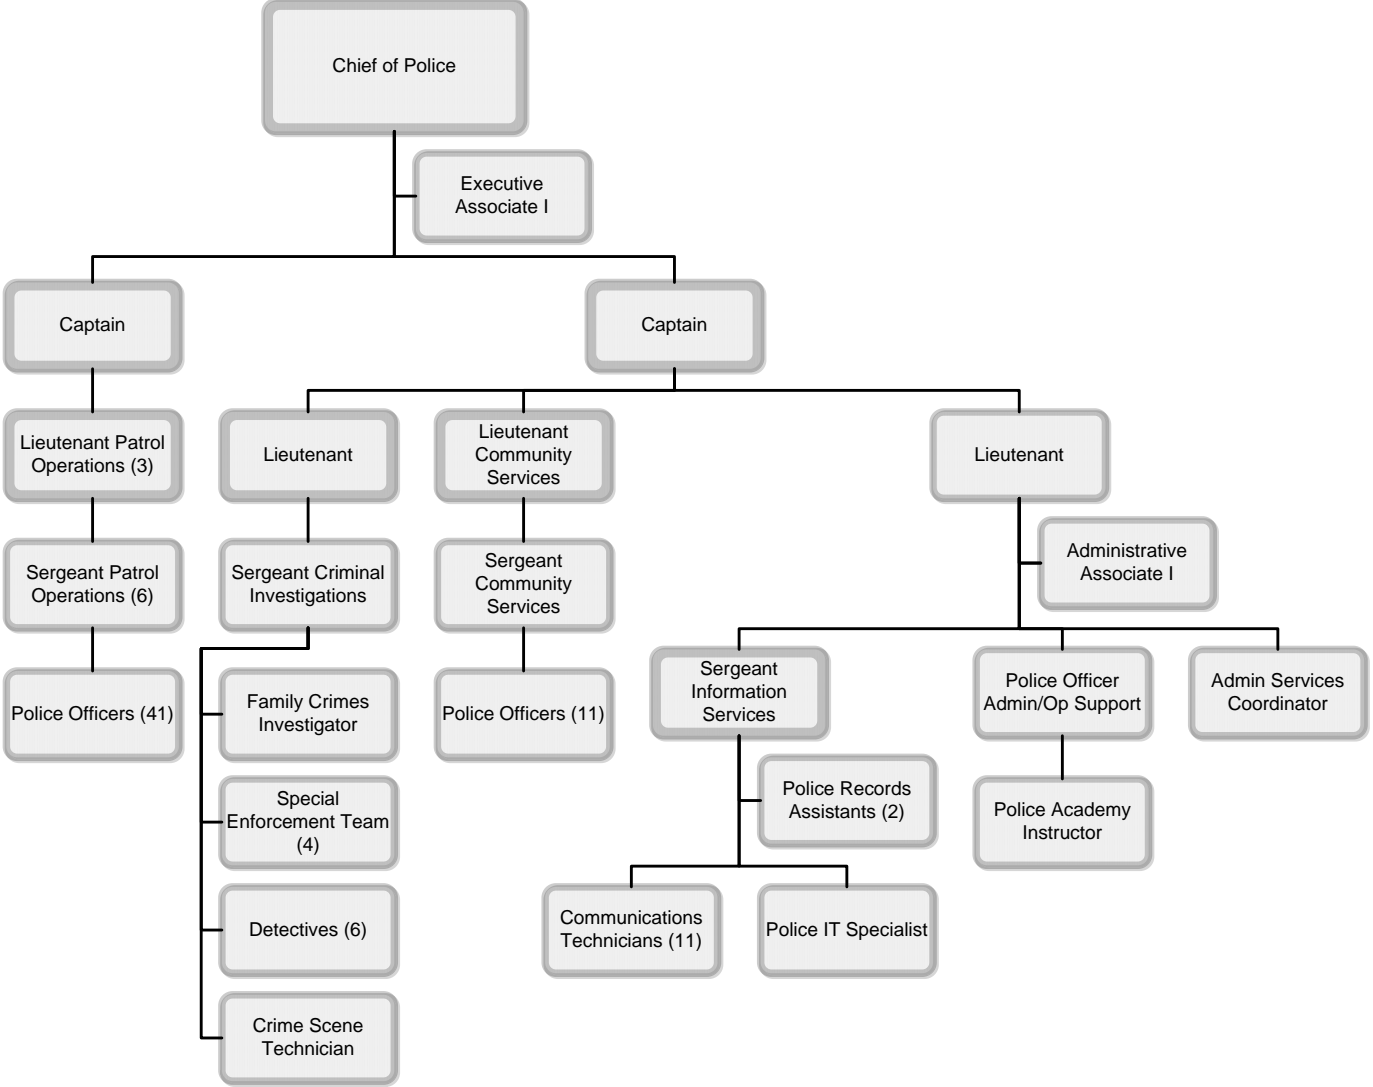 Chief of Police
Executive
Associate I
Captain
Captain
Lieutenant Patrol
Operations (3)
Lieutenant
Lieutenant
Community
Services
Lieutenant
Sergeant Patrol
Operations (6)
Sergeant Criminal
Investigations
Sergeant
Community
Services
Administrative
Associate I
Police Officers (41)
Family Crimes
Investigator
Police Officers (11)
Sergeant
Information
Services
Police Officer
Admin/Op Support
Admin Services
Coordinator
Special
Enforcement Team
(4)
Police Records
Assistants (2)
Police Academy
Instructor
Detectives (6)
Communications
Technicians (11)
Police IT Specialist
Crime Scene
Technician